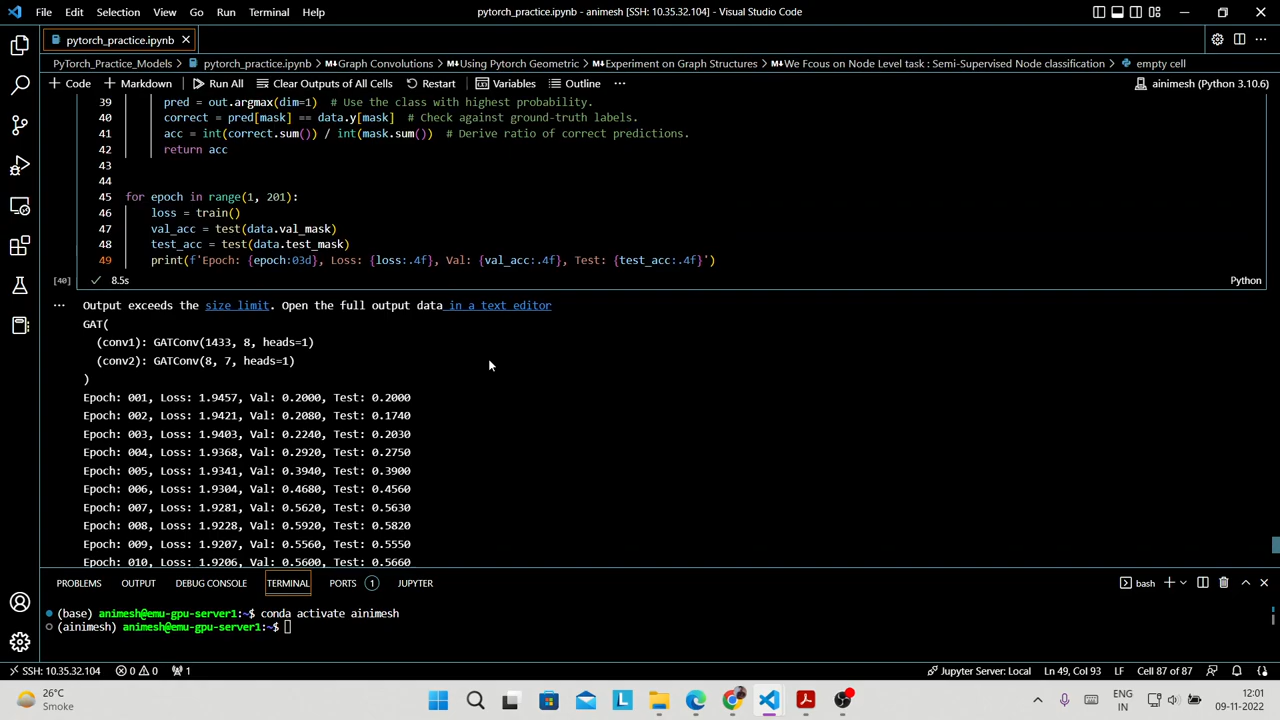 File Edit Selection View Go Run Terminal Help
pytorch_practice.ipynb - animesh [SSH: 10.35.32.104] - Visual Studio Code
pytorch_practice.ipynb
PyTorch_Practice_Models > pytorch_practice.ipynb > Graph Convolutions > Using Pytorch Geometric > Experiment on Graph Structures > We Fcous on Node Level task : Semi-Supervised Node classification > empty cell
+ Code + Markdown Run All Clear Outputs of All Cells Restart Variables Outline ... ainimesh (Python 3.10.6)
39 pred = out.argmax(dim=1)  # Use the class with highest probability.
40 correct = pred[mask] == data.y[mask]  # Check against ground-truth labels.
41 acc = int(correct.sum()) / int(mask.sum())  # Derive ratio of correct predictions.
42 return acc
43
44
45 for epoch in range(1, 201):
46 loss = train()
47 val_acc = test(data.val_mask)
48 test_acc = test(data.test_mask)
49 print(f'Epoch: {epoch:03d}, Loss: {loss:.4f}, Val: {val_acc:.4f}, Test: {test_acc:.4f}')
[40] 8.5s Python
... Output exceeds the size limit. Open the full output data in a text editor
GAT(
(conv1): GATConv(1433, 8, heads=1)
(conv2): GATConv(8, 7, heads=1)
)
Epoch: 001, Loss: 1.9457, Val: 0.2000, Test: 0.2000
Epoch: 002, Loss: 1.9421, Val: 0.2080, Test: 0.1740
Epoch: 003, Loss: 1.9403, Val: 0.2240, Test: 0.2030
Epoch: 004, Loss: 1.9368, Val: 0.2920, Test: 0.2750
Epoch: 005, Loss: 1.9341, Val: 0.3940, Test: 0.3900
Epoch: 006, Loss: 1.9304, Val: 0.4680, Test: 0.4560
Epoch: 007, Loss: 1.9281, Val: 0.5620, Test: 0.5630
Epoch: 008, Loss: 1.9228, Val: 0.5920, Test: 0.5820
Epoch: 009, Loss: 1.9207, Val: 0.5560, Test: 0.5550
Epoch: 010, Loss: 1.9206, Val: 0.5600, Test: 0.5660
PROBLEMS OUTPUT DEBUG CONSOLE TERMINAL PORTS 1 JUPYTER bash
(base) animesh@emu-gpu-server1:~$ conda activate ainimesh
(ainimesh) animesh@emu-gpu-server1:~$
SSH: 10.35.32.104 0 0 1 Jupyter Server: Local Ln 49, Col 93 LF Cell 87 of 87
26°C
Smoke
L
ENG
IN
12:01
09-11-2022